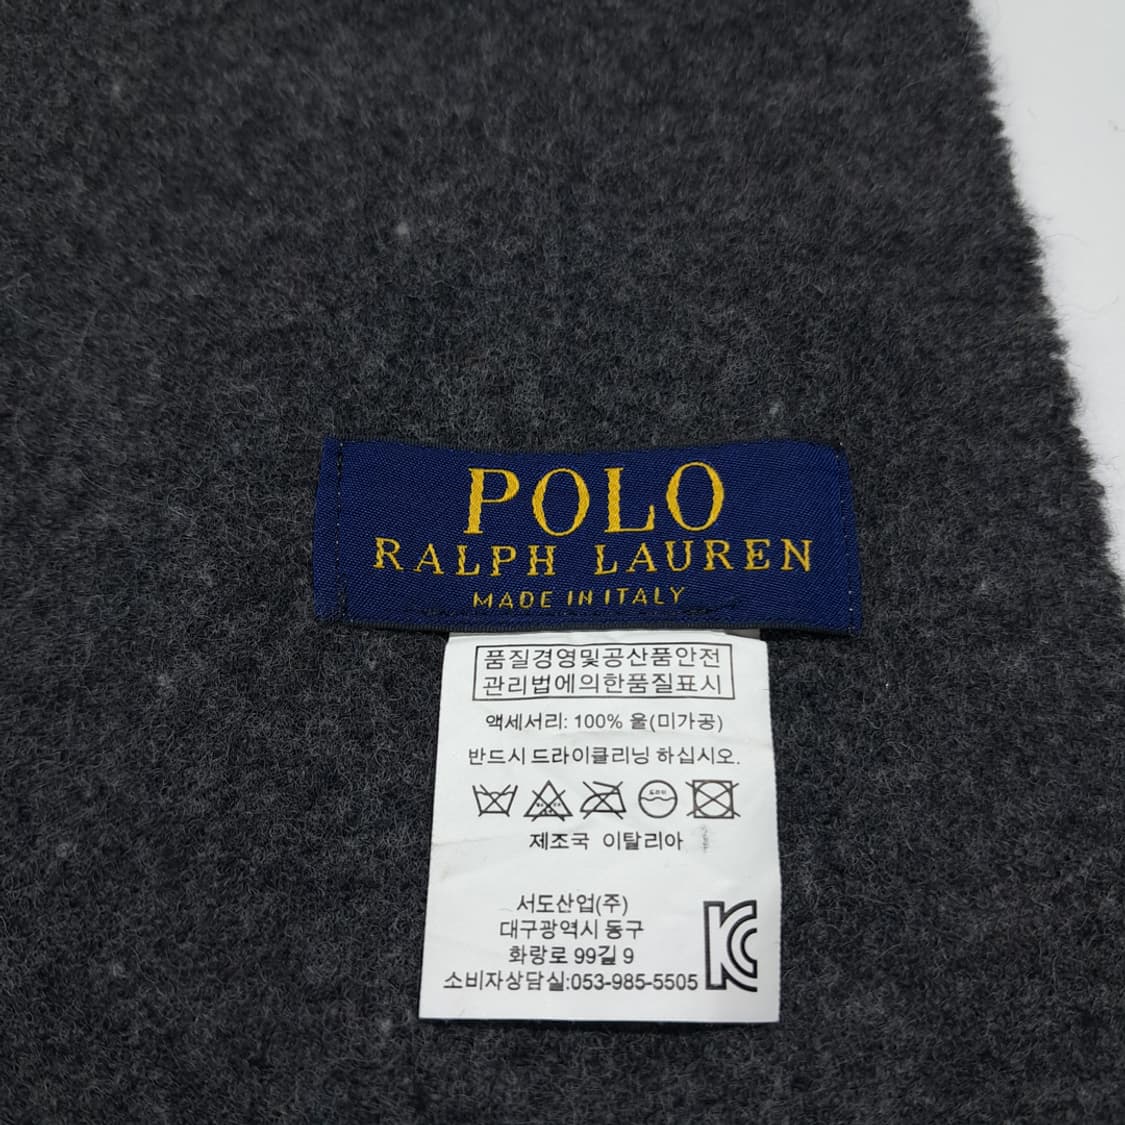 POLO
RALPH LAUREN
MADE IN ITALY
품질경영및공산품안전
관리법에의한품질표시
액세서리: 100% 울(미가공)
반드시 드라이클리닝 하십시오.
드라이
제조국 이탈리아
서도산업(주)
대구광역시 동구
화랑로 99길 9
소비자상담실:053-985-5505
KC